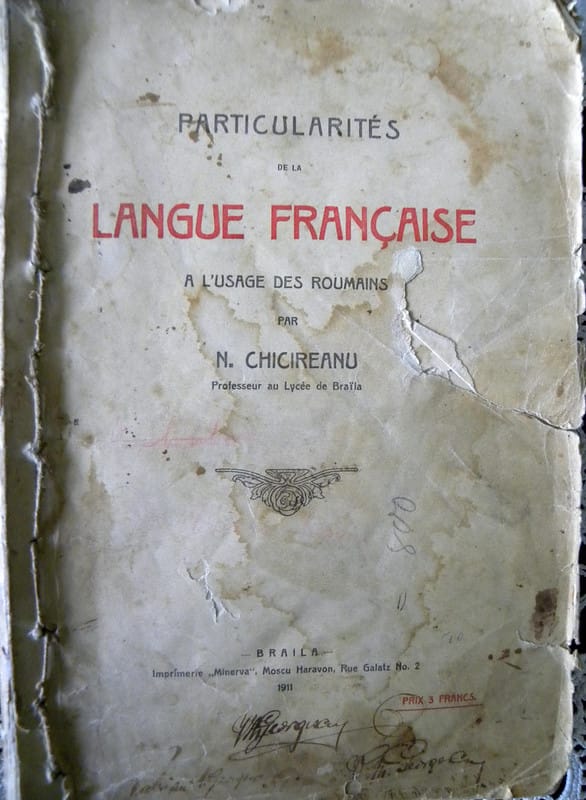 PARTICULARITÉS
DE LA
LANGUE FRANÇAISE
A L'USAGE DES ROUMAINS
PAR
N. CHICIREANU
Professeur au Lycée de Braïla
800
— BRAILA —
Imprimerie „Minerva“, Moscu Haravon, Rue Galatz No. 2
1911
PRIX 3 FRANCS.